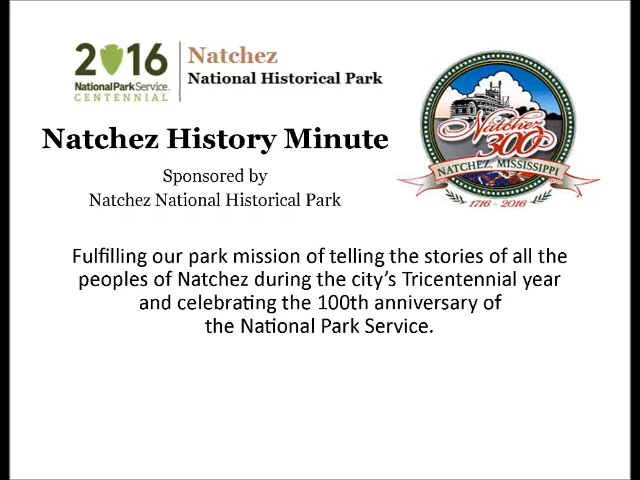 2016
National Park Service
CENTENNIAL
Natchez
National Historical Park
Natchez History Minute
Sponsored by
Natchez National Historical Park
Natchez
300
NATCHEZ, MISSISSIPPI
1716 - 2016
Fulfilling our park mission of telling the stories of all the
peoples of Natchez during the city's Tricentennial year
and celebrating the 100th anniversary of
the National Park Service.